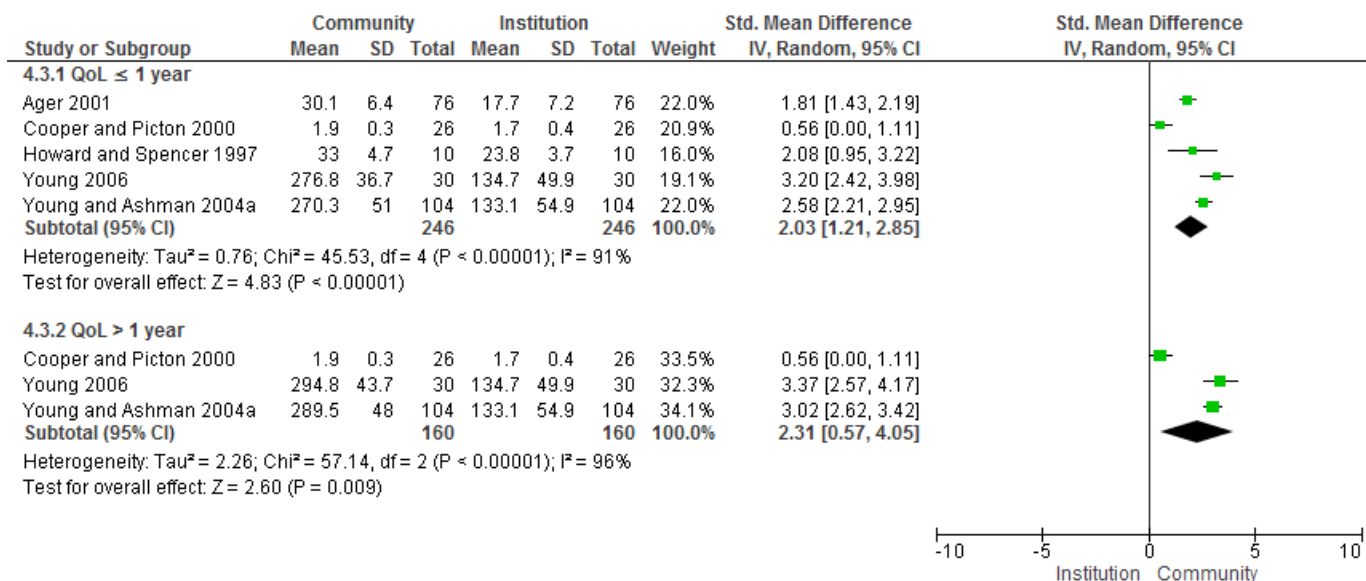 Community Institution Std. Mean Difference Std. Mean Difference
Study or Subgroup Mean SD Total Mean SD Total Weight IV, Random, 95% CI IV, Random, 95% CI
4.3.1 QoL ≤ 1 year
Ager 2001 30.1 6.4 76 17.7 7.2 76 22.0% 1.81 [1.43, 2.19]
Cooper and Picton 2000 1.9 0.3 26 1.7 0.4 26 20.9% 0.56 [0.00, 1.11]
Howard and Spencer 1997 33 4.7 10 23.8 3.7 10 16.0% 2.08 [0.95, 3.22]
Young 2006 276.8 36.7 30 134.7 49.9 30 19.1% 3.20 [2.42, 3.98]
Young and Ashman 2004a 270.3 51 104 133.1 54.9 104 22.0% 2.58 [2.21, 2.95]
Subtotal (95% CI) 246 246 100.0% 2.03 [1.21, 2.85]
Heterogeneity: Tau² = 0.76; Chi² = 45.53, df = 4 (P < 0.00001); I² = 91%
Test for overall effect: Z = 4.83 (P < 0.00001)
4.3.2 QoL > 1 year
Cooper and Picton 2000 1.9 0.3 26 1.7 0.4 26 33.5% 0.56 [0.00, 1.11]
Young 2006 294.8 43.7 30 134.7 49.9 30 32.3% 3.37 [2.57, 4.17]
Young and Ashman 2004a 289.5 48 104 133.1 54.9 104 34.1% 3.02 [2.62, 3.42]
Subtotal (95% CI) 160 160 100.0% 2.31 [0.57, 4.05]
Heterogeneity: Tau² = 2.26; Chi² = 57.14, df = 2 (P < 0.00001); I² = 96%
Test for overall effect: Z = 2.60 (P = 0.009)
-10 -5 0 5 10
Institution Community